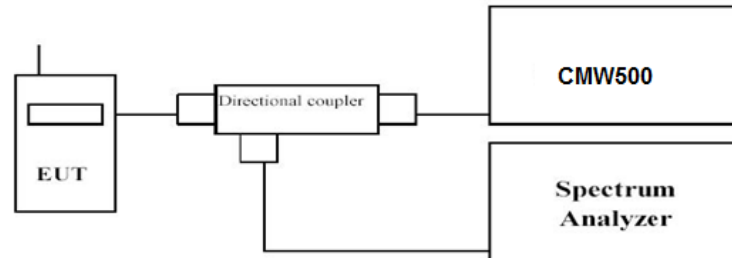 EUT
Directional coupler
CMW500
Spectrum
Analyzer